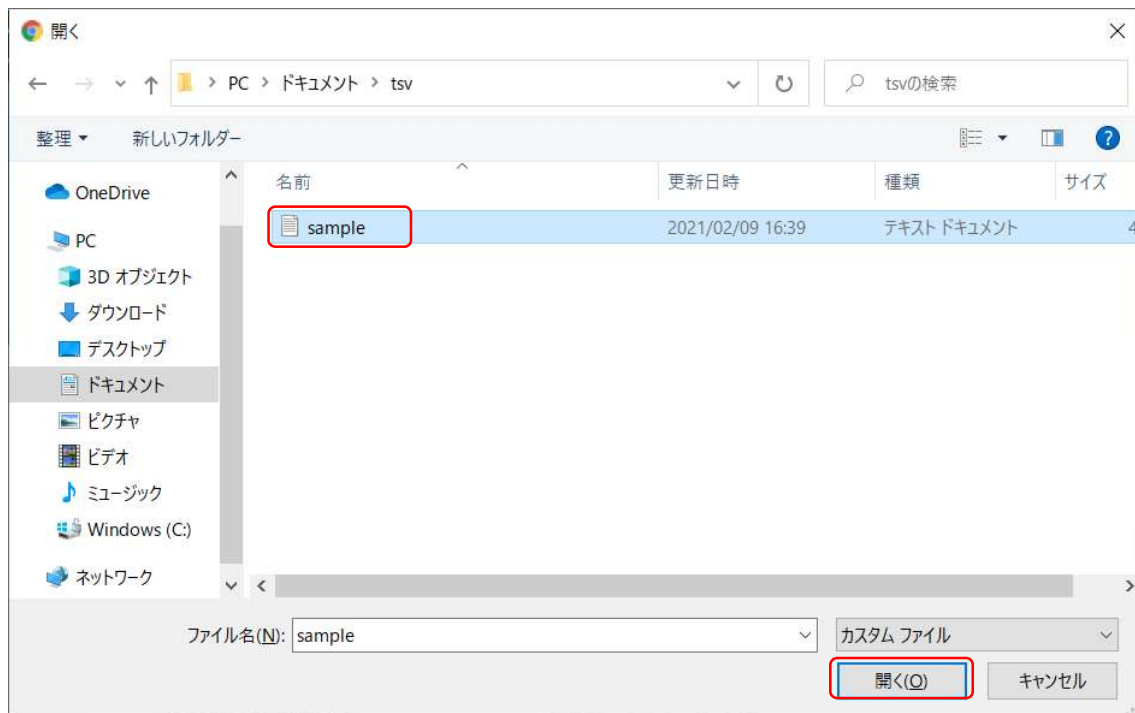 開く
PC > ドキュメント > tsv
tsvの検索
整理 新しいフォルダー
名前 更新日時 種類 サイズ
sample 2021/02/09 16:39 テキスト ドキュメント 4
OneDrive
PC
3D オブジェクト
ダウンロード
デスクトップ
ドキュメント
ピクチャ
ビデオ
ミュージック
Windows (C:)
ネットワーク
ファイル名(N): sample
カスタム ファイル
開く(O) キャンセル